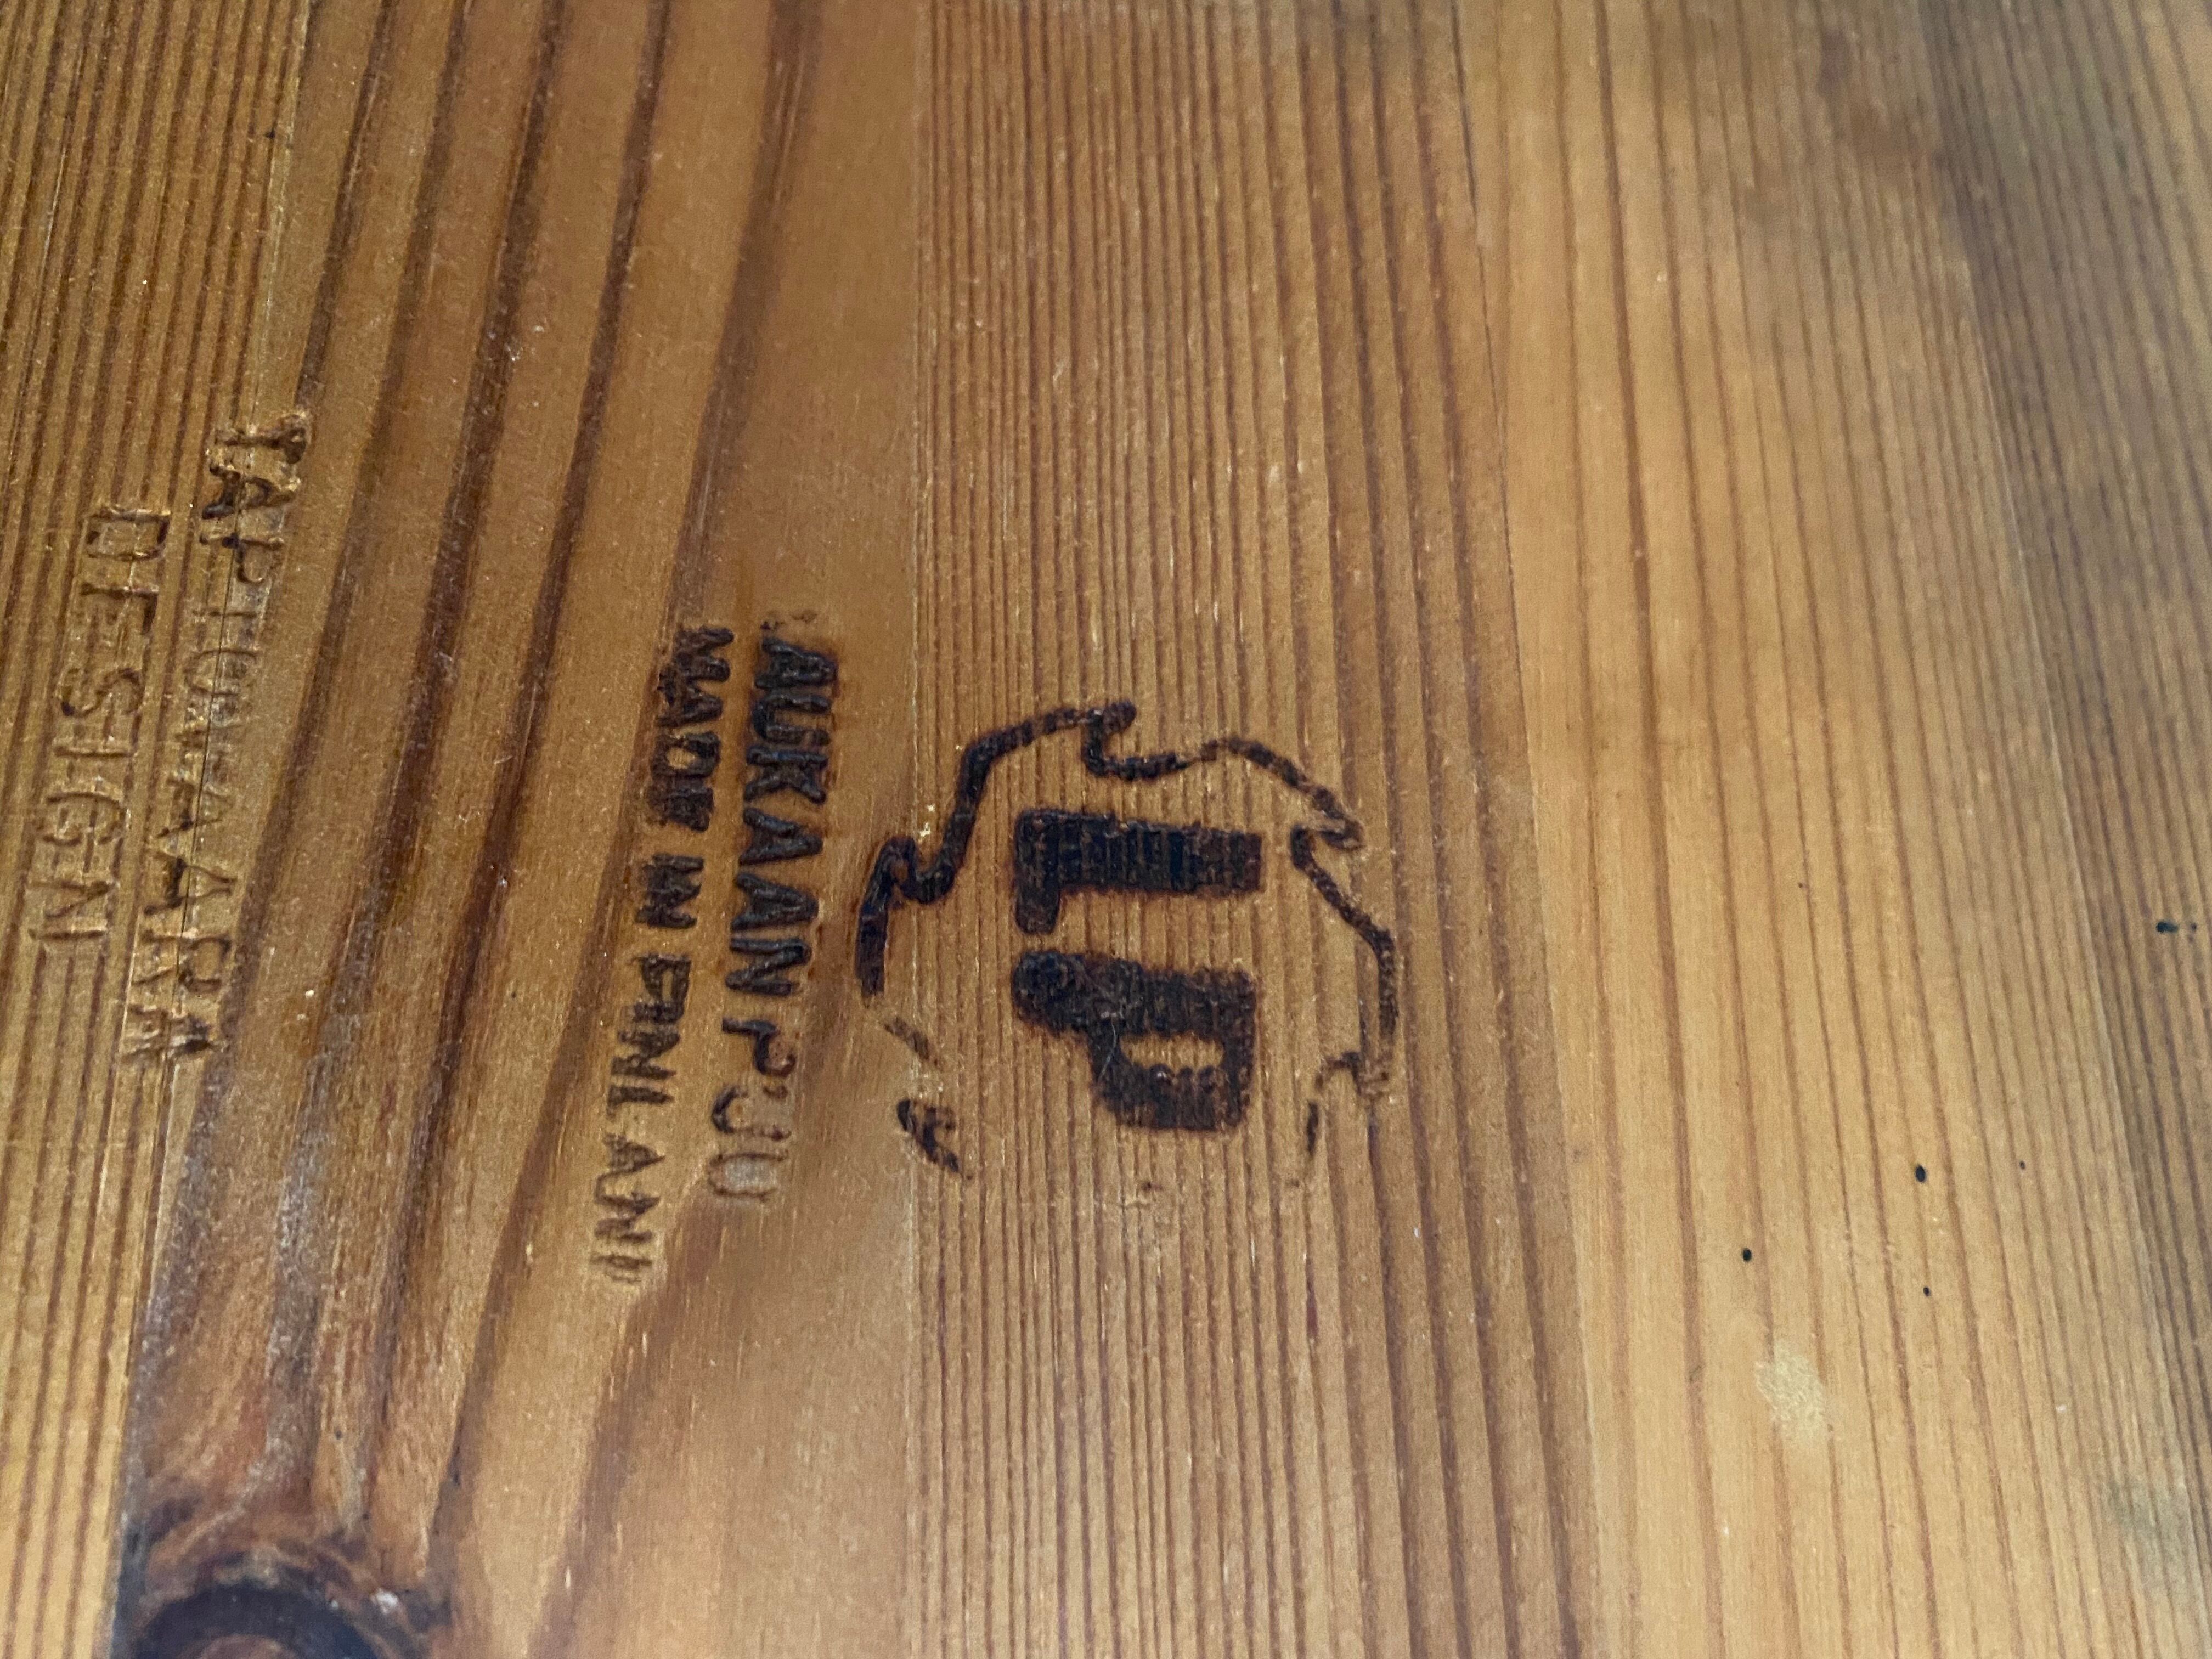 LP
LAUKAAN PUU
MADE IN FINLAND
TAPIOVAARA
DESIGN